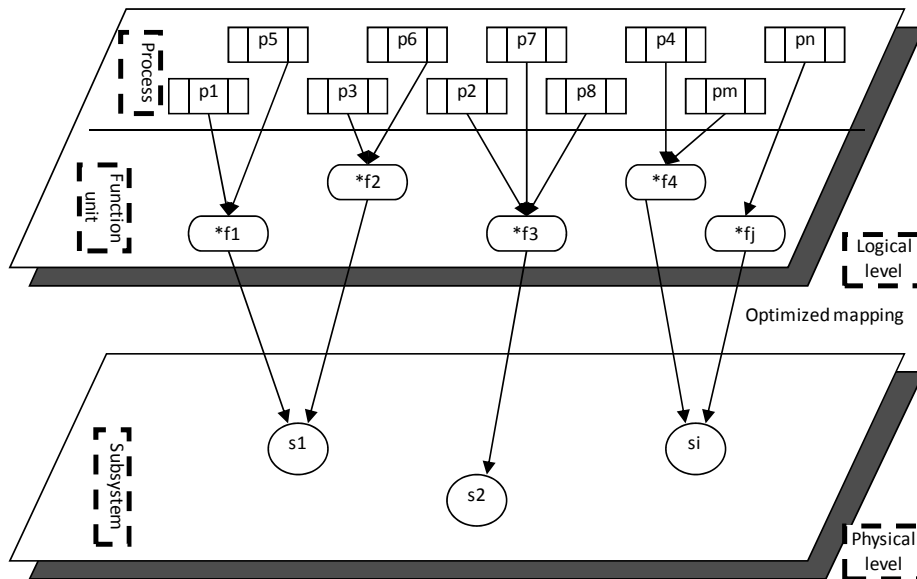 Process
p5
p6
p7
p4
pn
p1
p3
p2
p8
pm
Function
unit
*f2
*f4
*f1
*f3
*fj
Logical
level
Optimized mapping
Subsystem
s1
si
s2
Physical
level